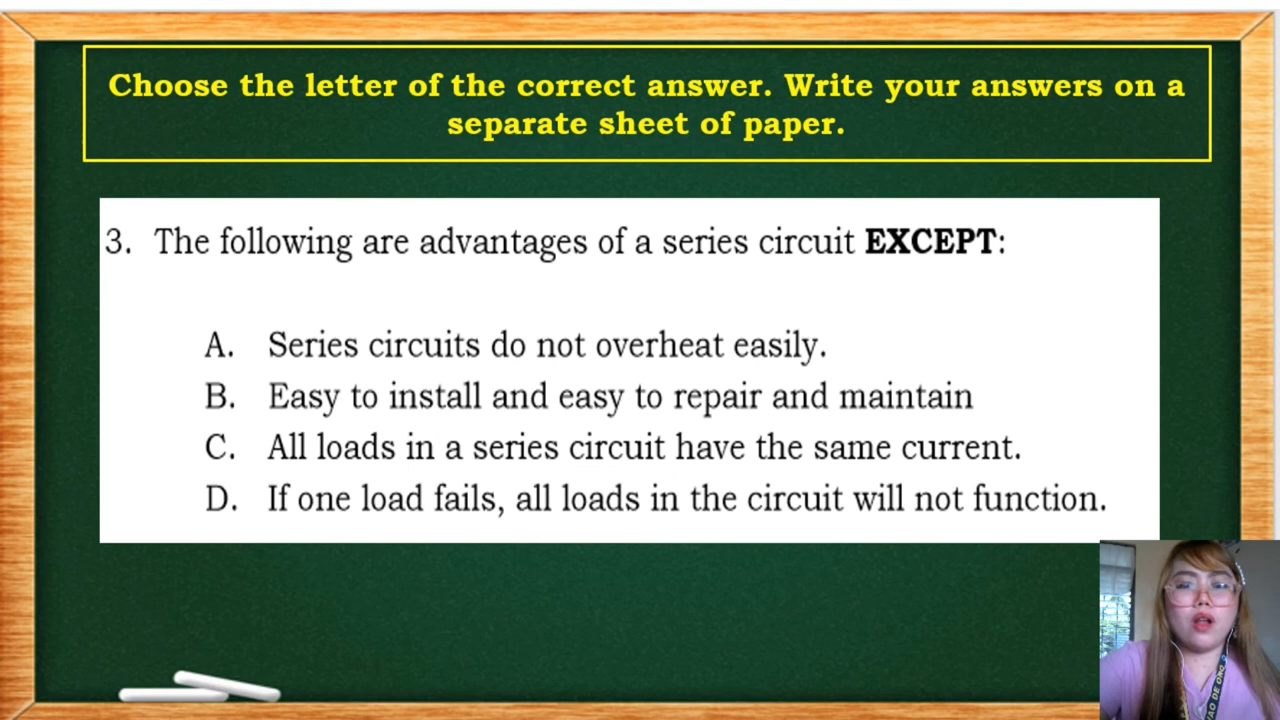 Choose the letter of the correct answer. Write your answers on a
separate sheet of paper.
3. The following are advantages of a series circuit EXCEPT:
A. Series circuits do not overheat easily.
B. Easy to install and easy to repair and maintain
C. All loads in a series circuit have the same current.
D. If one load fails, all loads in the circuit will not function.